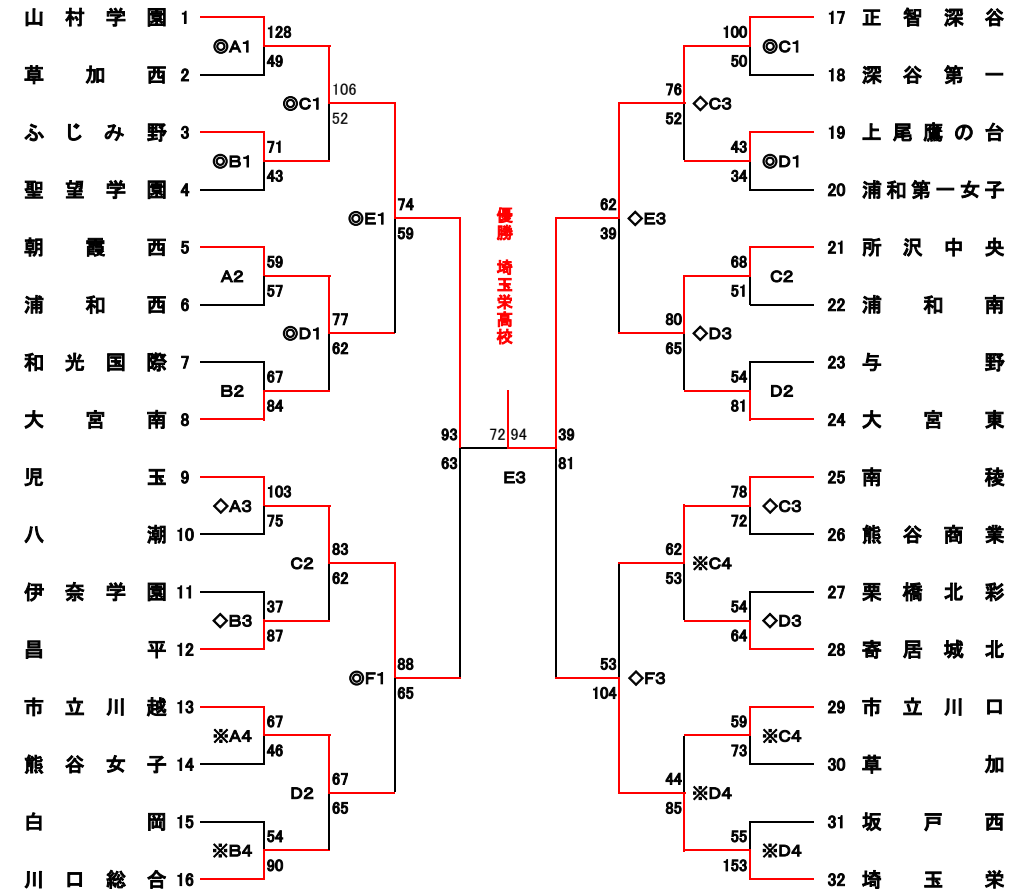 山村学園 1
128
◎A1
49
草加西 2
106
◎C1
52
ふじみ野 3
71
◎B1
43
聖望学園 4
74
◎E1
59
朝霞西 5
59
A2
57
浦和西 6
77
◎D1
62
和光国際 7
67
B2
84
大宮南 8
93
63
児玉 9
103
◇A3
75
八潮 10
83
C2
62
伊奈学園 11
37
◇B3
87
昌平 12
88
◎F1
65
市立川越 13
67
※A4
46
熊谷女子 14
67
D2
65
白岡 15
54
※B4
90
川口総合 16
優勝 埼玉栄高校
72 94
E3
17 正智深谷
100
◎C1
50
18 深谷第一
76
◇C3
52
19 上尾鷹の台
43
◎D1
34
20 浦和第一女子
62
◇E3
39
21 所沢中央
68
C2
51
22 浦和南
80
◇D3
65
23 与野
54
D2
81
24 大宮東
39
81
25 南稜
78
◇C3
72
26 熊谷商業
62
※C4
53
27 栗橋北彩
54
◇D3
64
28 寄居城北
53
◇F3
104
29 市立川口
59
※C4
73
30 草加
44
※D4
85
31 坂戸西
55
※D4
153
32 埼玉栄